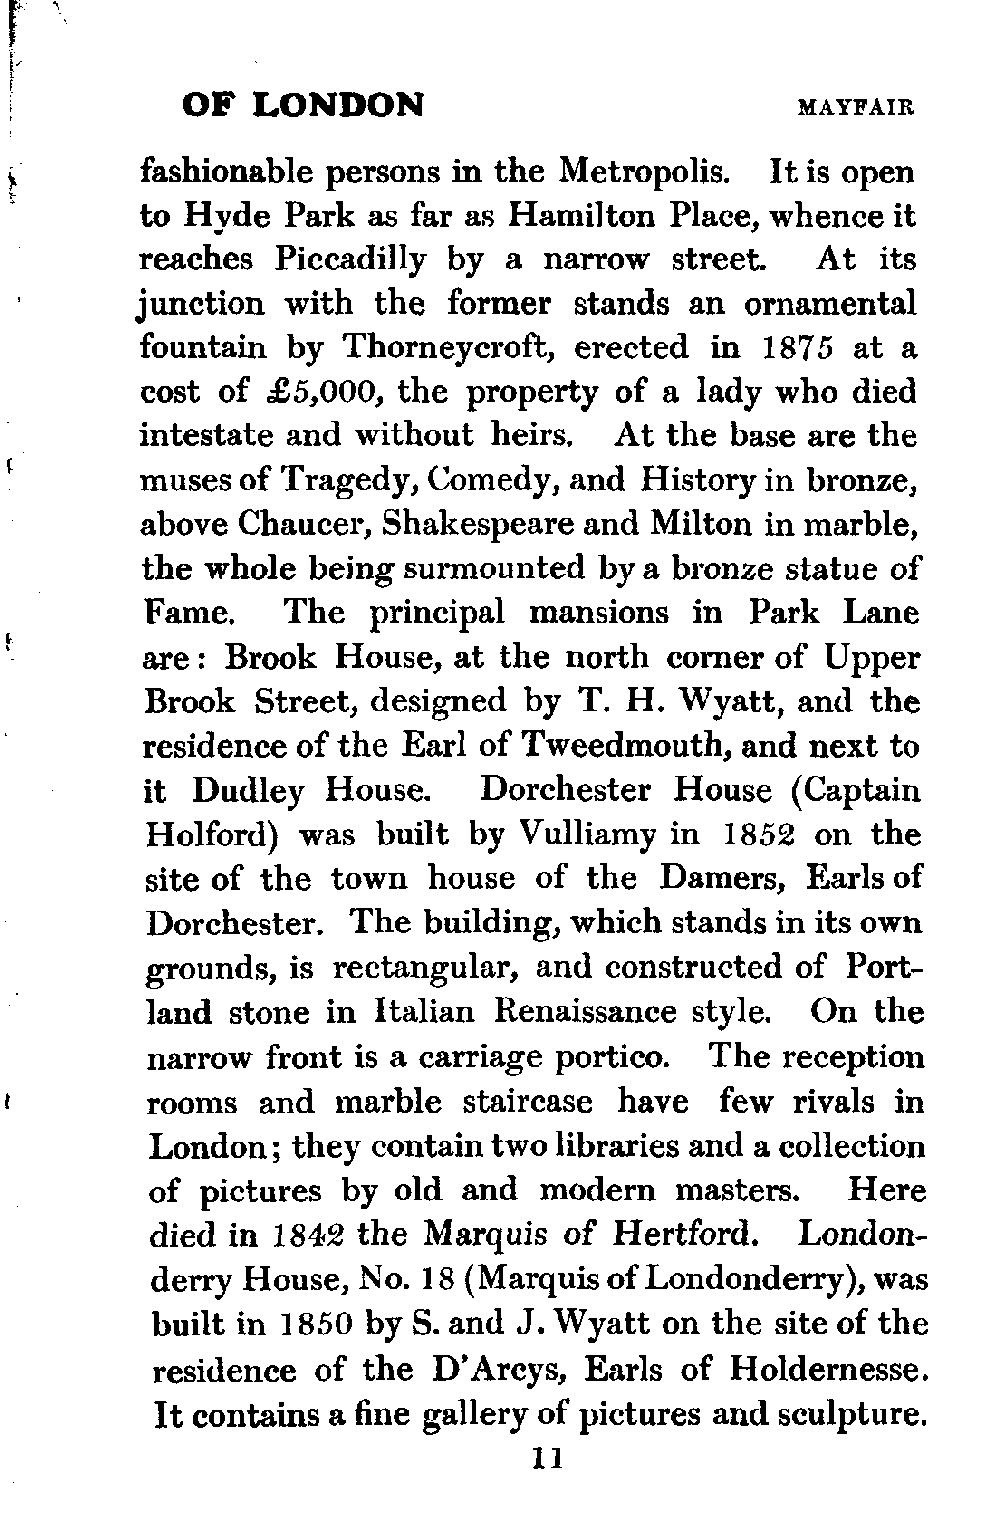 OF LONDON MAYFAIR
fashionable persons in the Metropolis. It is open
to Hyde Park as far as Hamilton Place, whence it
reaches Piccadilly by a narrow street. At its
junction with the former stands an ornamental
fountain by Thorneycroft, erected in 1875 at a
cost of £5,000, the property of a lady who died
intestate and without heirs. At the base are the
muses of Tragedy, Comedy, and History in bronze,
above Chaucer, Shakespeare and Milton in marble,
the whole being surmounted by a bronze statue of
Fame. The principal mansions in Park Lane
are: Brook House, at the north corner of Upper
Brook Street, designed by T. H. Wyatt, and the
residence of the Earl of Tweedmouth, and next to
it Dudley House. Dorchester House (Captain
Holford) was built by Vulliamy in 1852 on the
site of the town house of the Damers, Earls of
Dorchester. The building, which stands in its own
grounds, is rectangular, and constructed of Port-
land stone in Italian Renaissance style. On the
narrow front is a carriage portico. The reception
rooms and marble staircase have few rivals in
London; they contain two libraries and a collection
of pictures by old and modern masters. Here
died in 1842 the Marquis of Hertford. London-
derry House, No. 18 (Marquis of Londonderry), was
built in 1850 by S. and J. Wyatt on the site of the
residence of the D'Arcys, Earls of Holdernesse.
It contains a fine gallery of pictures and sculpture.
11